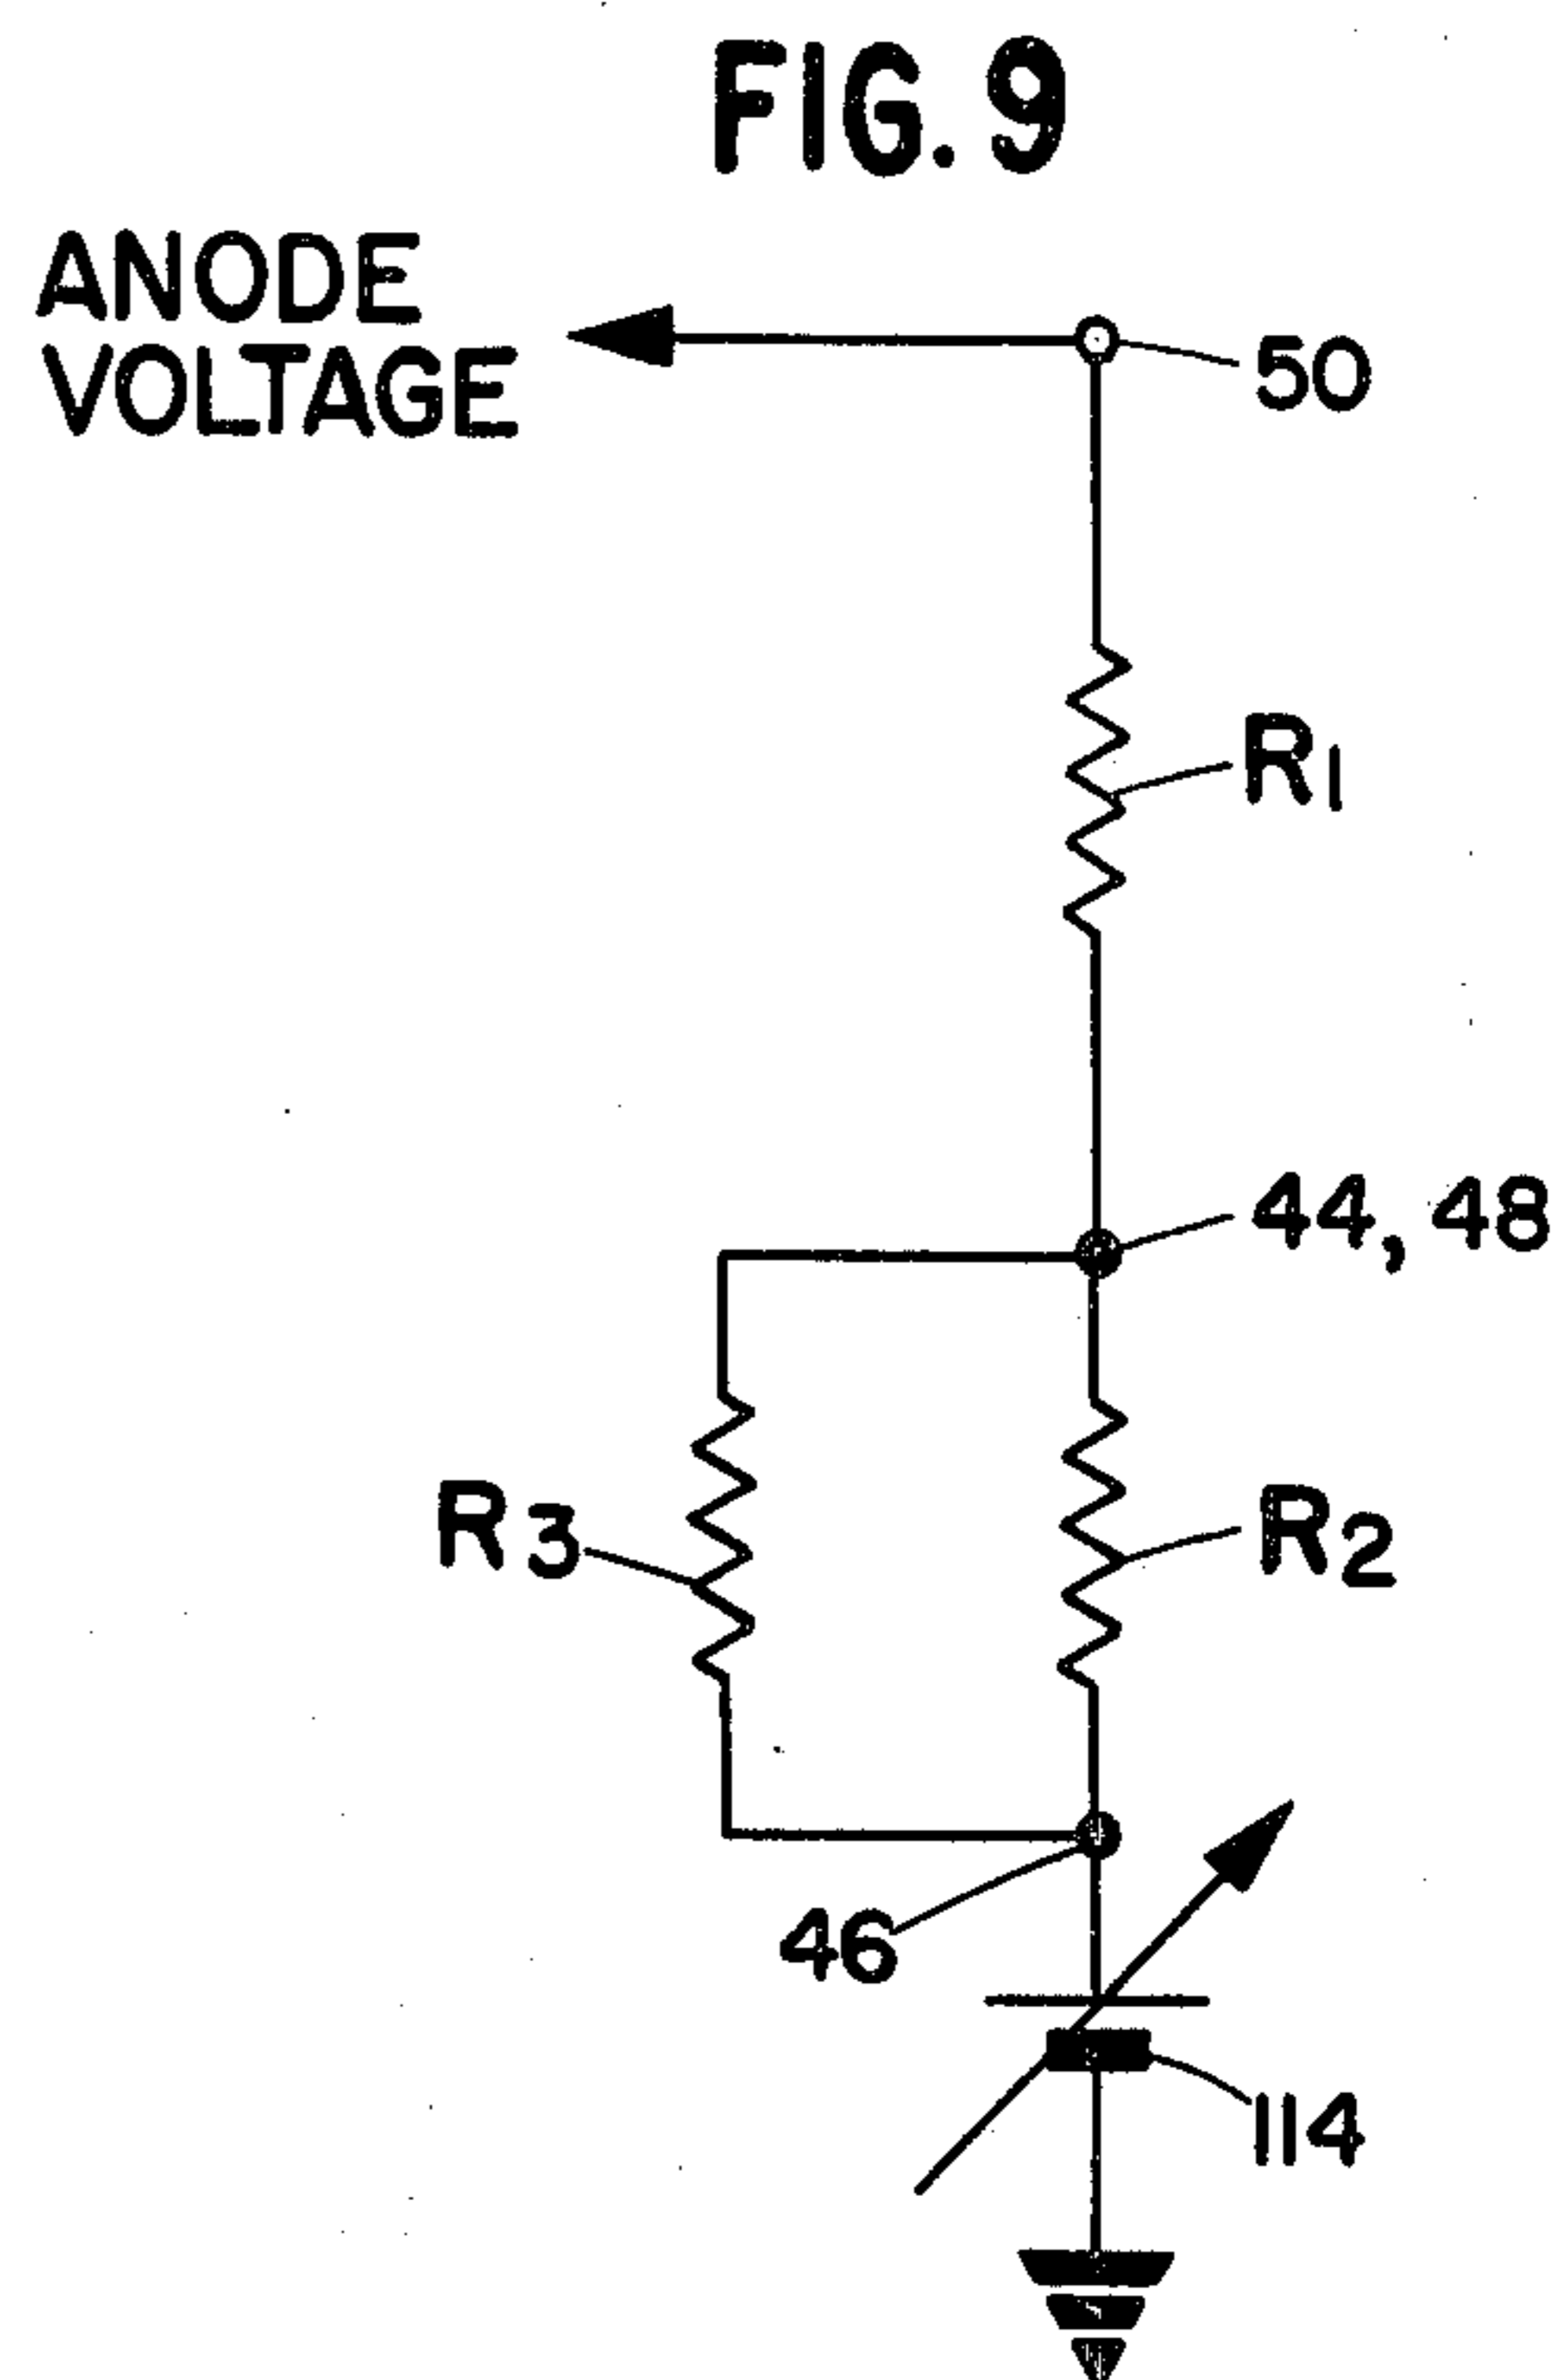 FIG. 9
ANODE
VOLTAGE
50
R1
44, 48
R3
R2
46
114